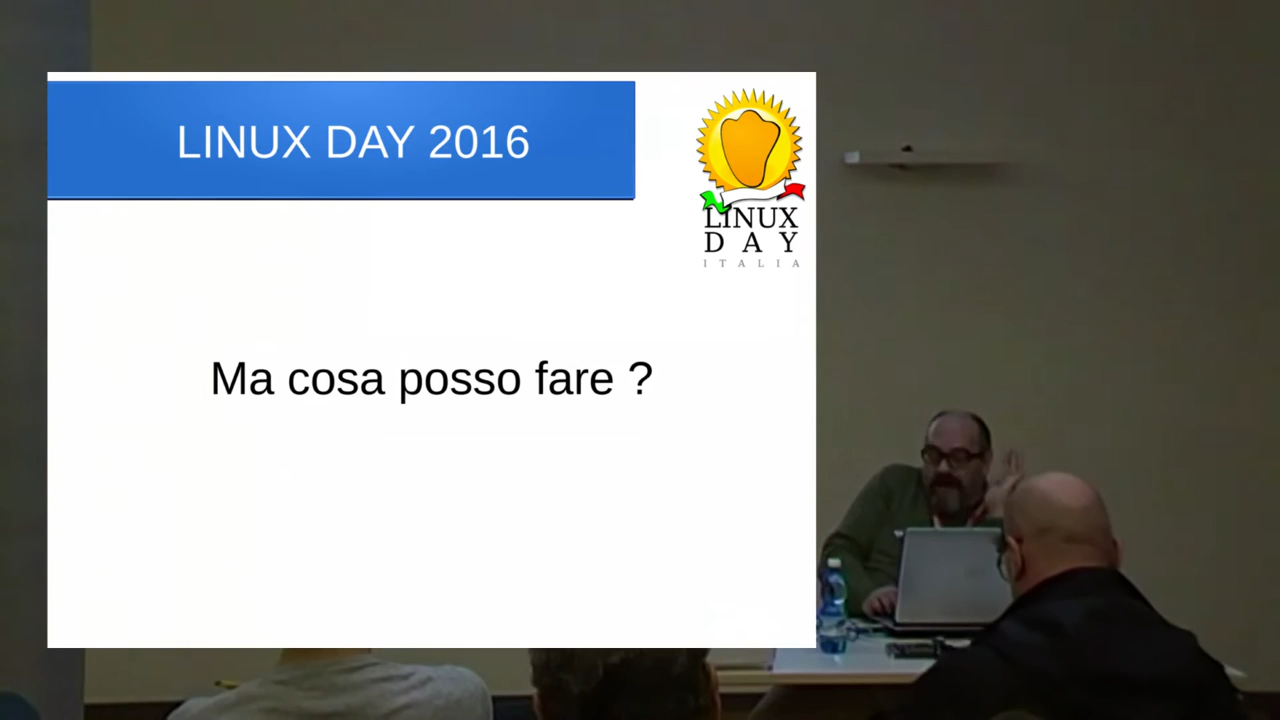 LINUX DAY 2016
LINUX
DAY
ITALIA
Ma cosa posso fare ?